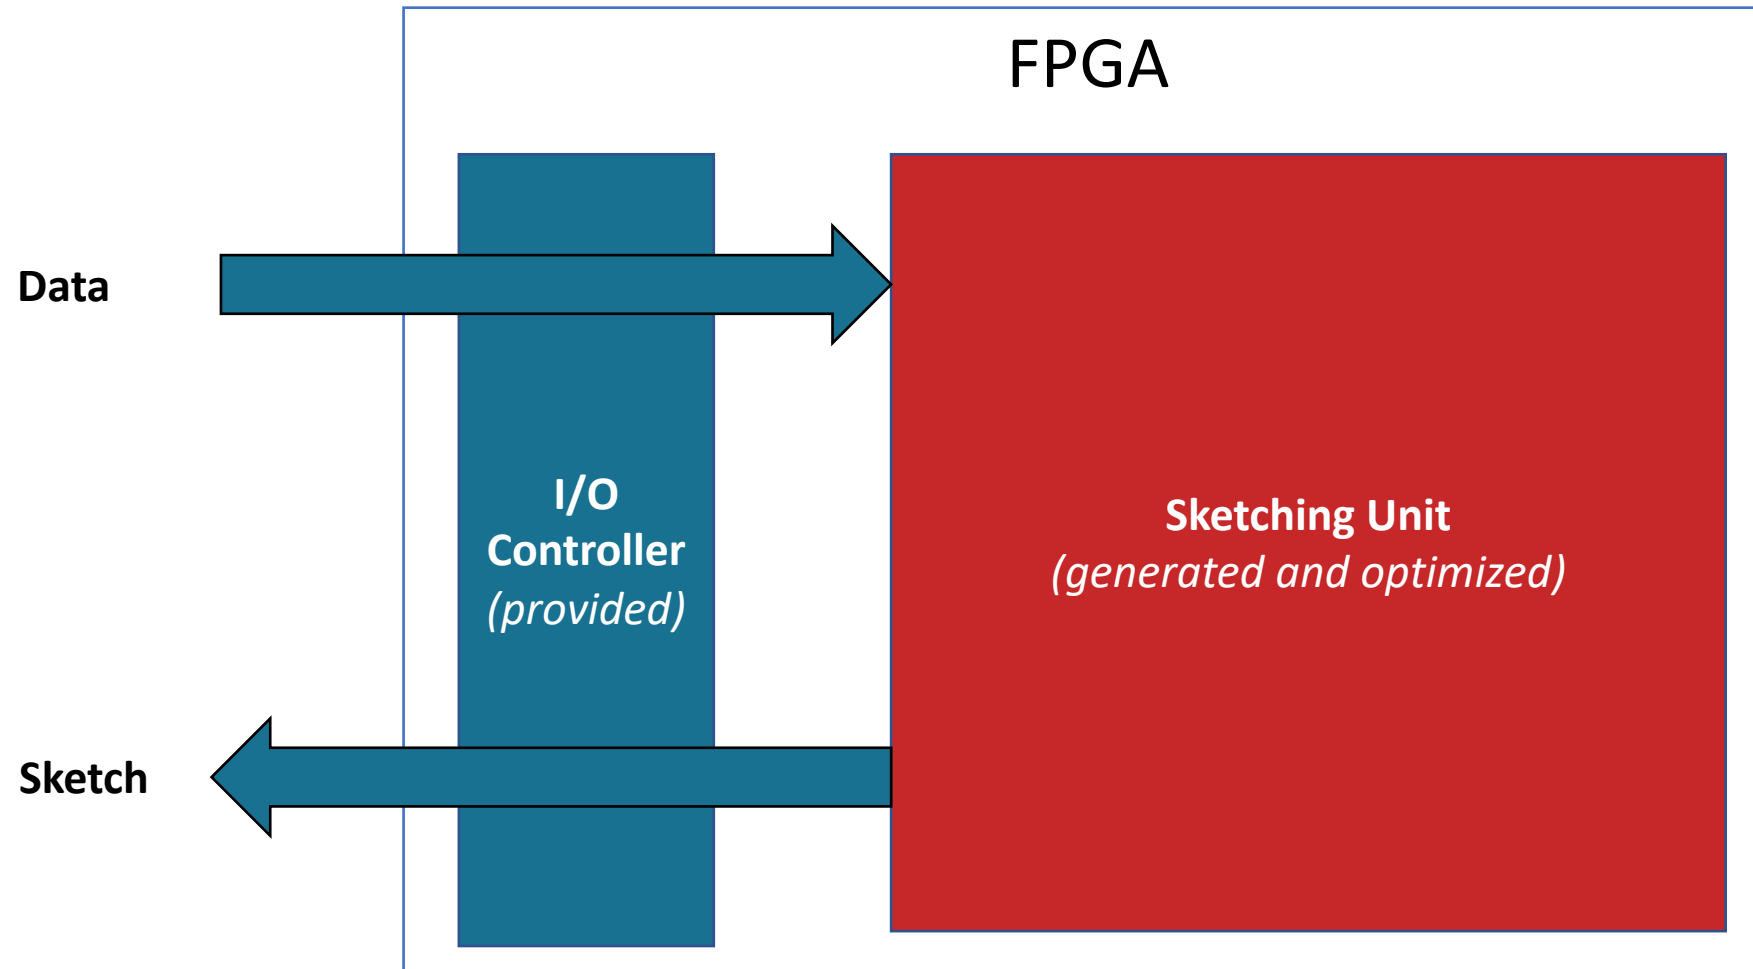 FPGA
Data
I/O
Controller
(provided)
Sketching Unit
(generated and optimized)
Sketch